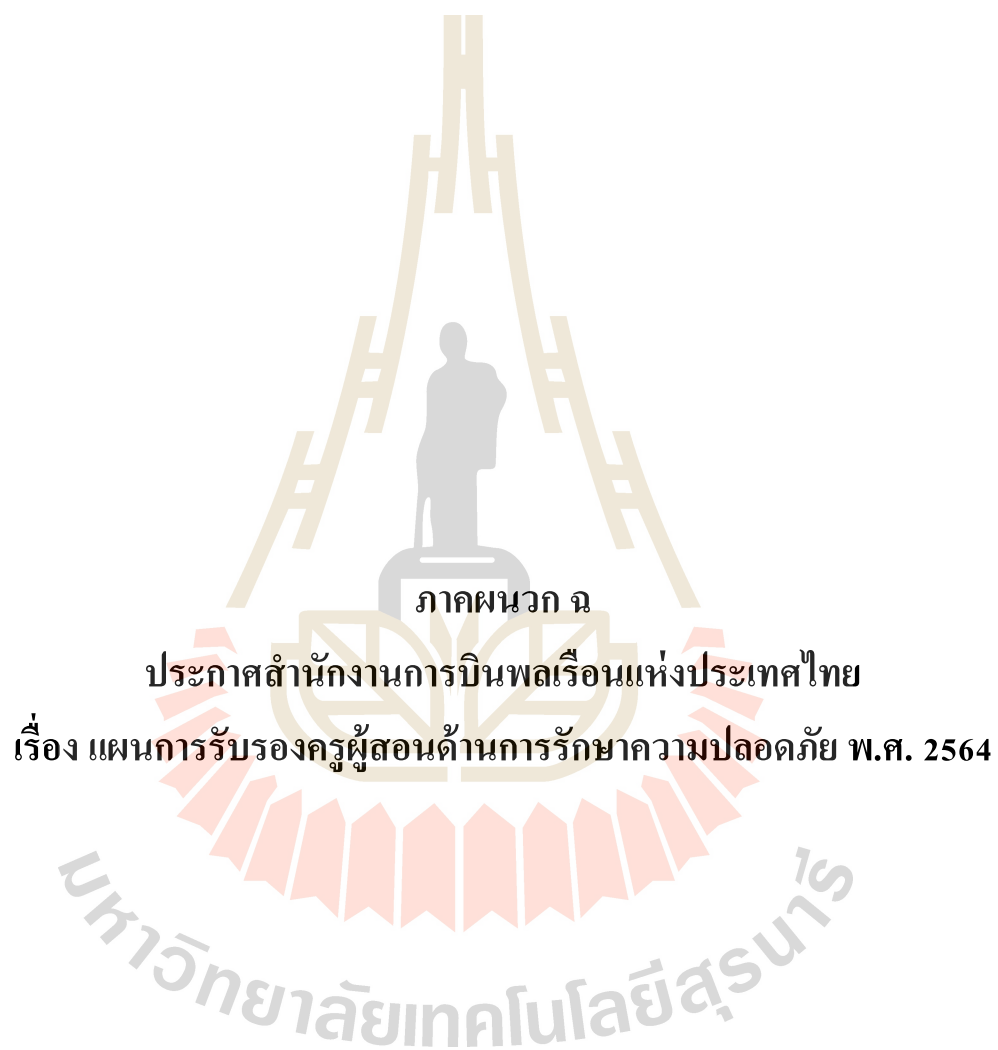 ภาคผนวก ฉ
ประกาศสำนักงานการบินพลเรือนแห่งประเทศไทย
เรื่อง แผนการรับรองครูผู้สอนด้านการรักษาความปลอดภัย พ.ศ. 2564
มหาวิทยาลัยเทคโนโลยีสุรนารี